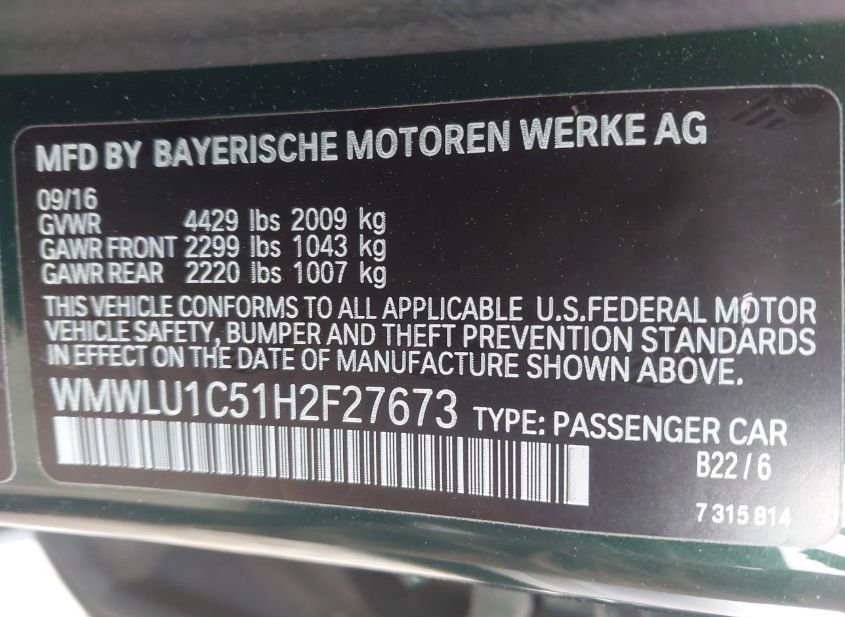 MFD BY BAYERISCHE MOTOREN WERKE AG
09/16
GVWR 4429 lbs 2009 kg
GAWR FRONT 2299 lbs 1043 kg
GAWR REAR 2220 lbs 1007 kg
THIS VEHICLE CONFORMS TO ALL APPLICABLE U.S.FEDERAL MOTOR
VEHICLE SAFETY, BUMPER AND THEFT PREVENTION STANDARDS
IN EFFECT ON THE DATE OF MANUFACTURE SHOWN ABOVE.
WMWLU1C51H2F27673 TYPE: PASSENGER CAR
B22/6
7 315 814